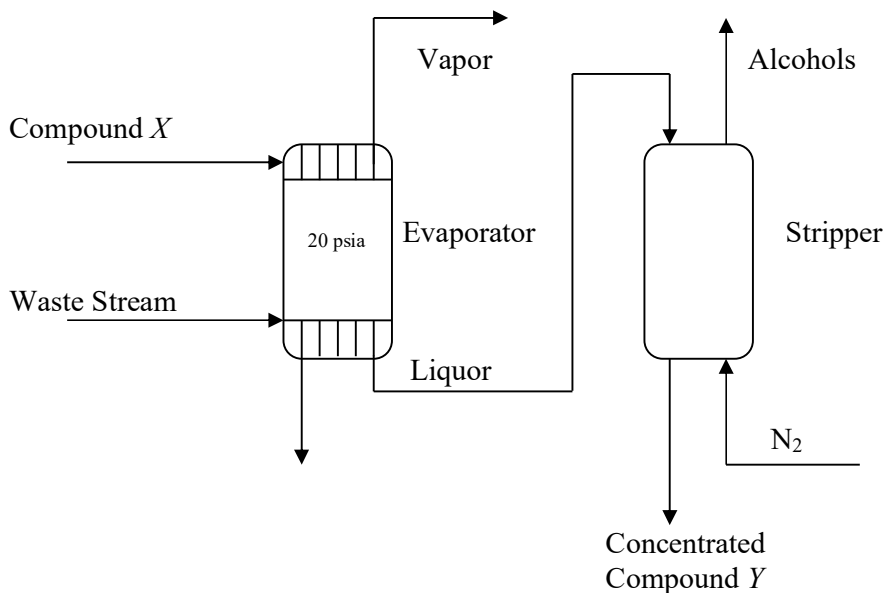 Vapor
Alcohols
Compound X
20 psia
Evaporator
Stripper
Waste Stream
Liquor
N₂
Concentrated
Compound Y